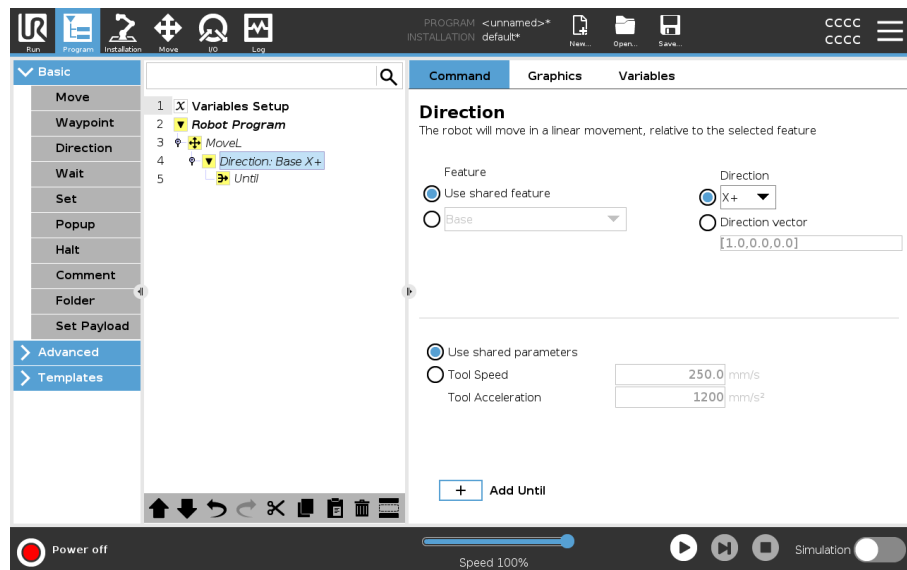 PROGRAM <unnamed>*
INSTALLATION default*
CCCC
CCCC
Run
Program
Installation
Move
I/O
Log
New...
Open...
Save...
Basic
Move
Waypoint
Direction
Wait
Set
Popup
Halt
Comment
Folder
Set Payload
Advanced
Templates
1 X Variables Setup
2 Robot Program
3 MoveL
4 Direction: Base X+
5 Until
Command Graphics Variables
Direction
The robot will move in a linear movement, relative to the selected feature
Feature
Use shared feature
Base
Direction
X+
Direction vector
[1.0,0.0,0.0]
Use shared parameters
Tool Speed 250.0 mm/s
Tool Acceleration 1200 mm/s²
+ Add Until
Power off
Speed 100%
Simulation